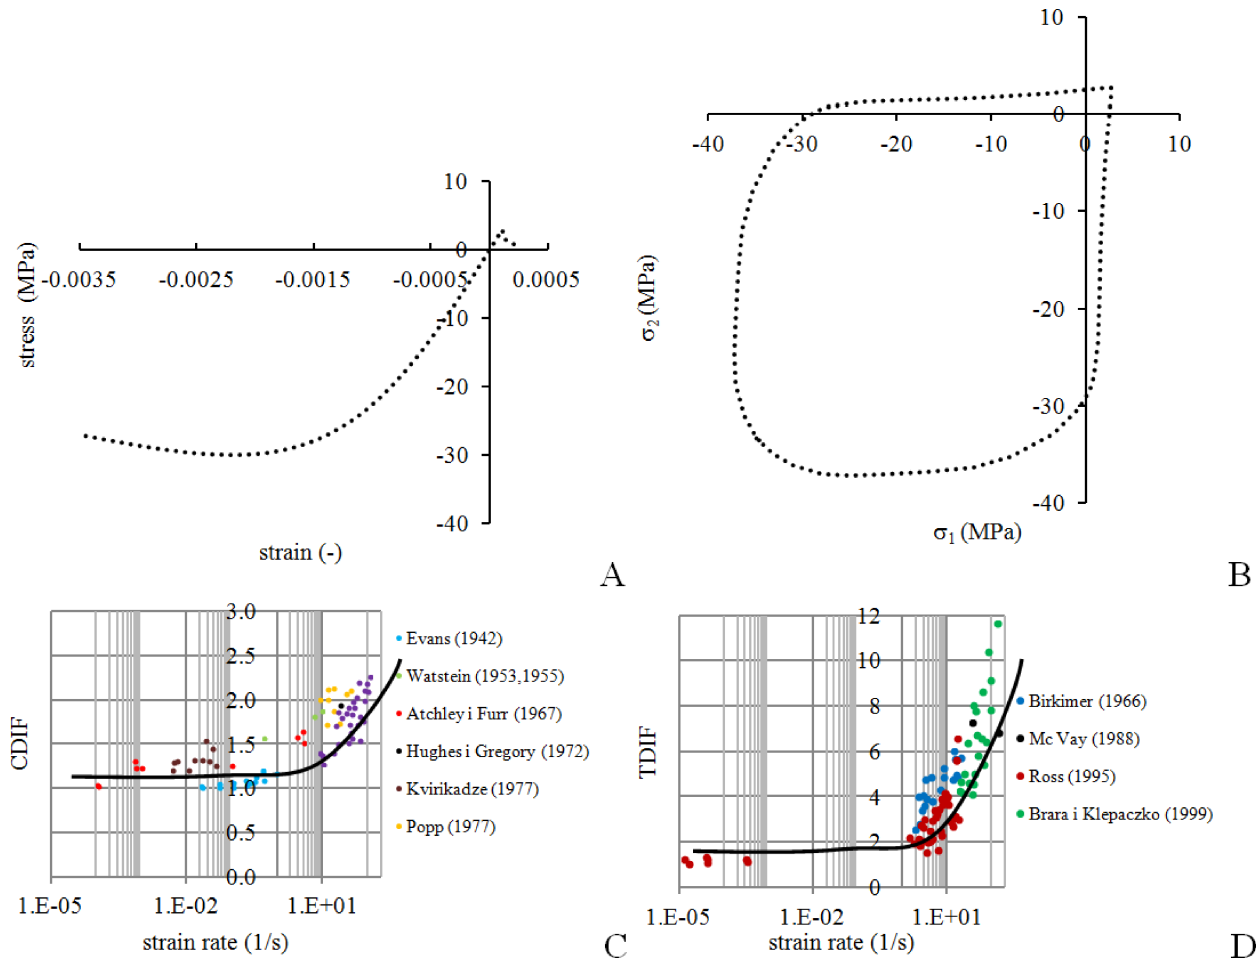 10
0
-0.0035 -0.0025 -0.0015 -0.0005 0.0005
-10
-20
-30
-40
stress (MPa)
strain (-)
A
10
0
-40 -30 -20 -10 0 10
-10
-20
-30
-40
σ2 (MPa)
σ1 (MPa)
B
3.0
2.5
2.0
1.5
1.0
0.5
0.0
1.E-05 1.E-02 1.E+01
CDIF
strain rate (1/s)
Evans (1942)
Watstein (1953,1955)
Atchley i Furr (1967)
Hughes i Gregory (1972)
Kvirikadze (1977)
Popp (1977)
C
12
10
8
6
4
2
0
1.E-05 1.E-02 1.E+01
TDIF
strain rate (1/s)
Birkimer (1966)
Mc Vay (1988)
Ross (1995)
Brara i Klepaczko (1999)
D